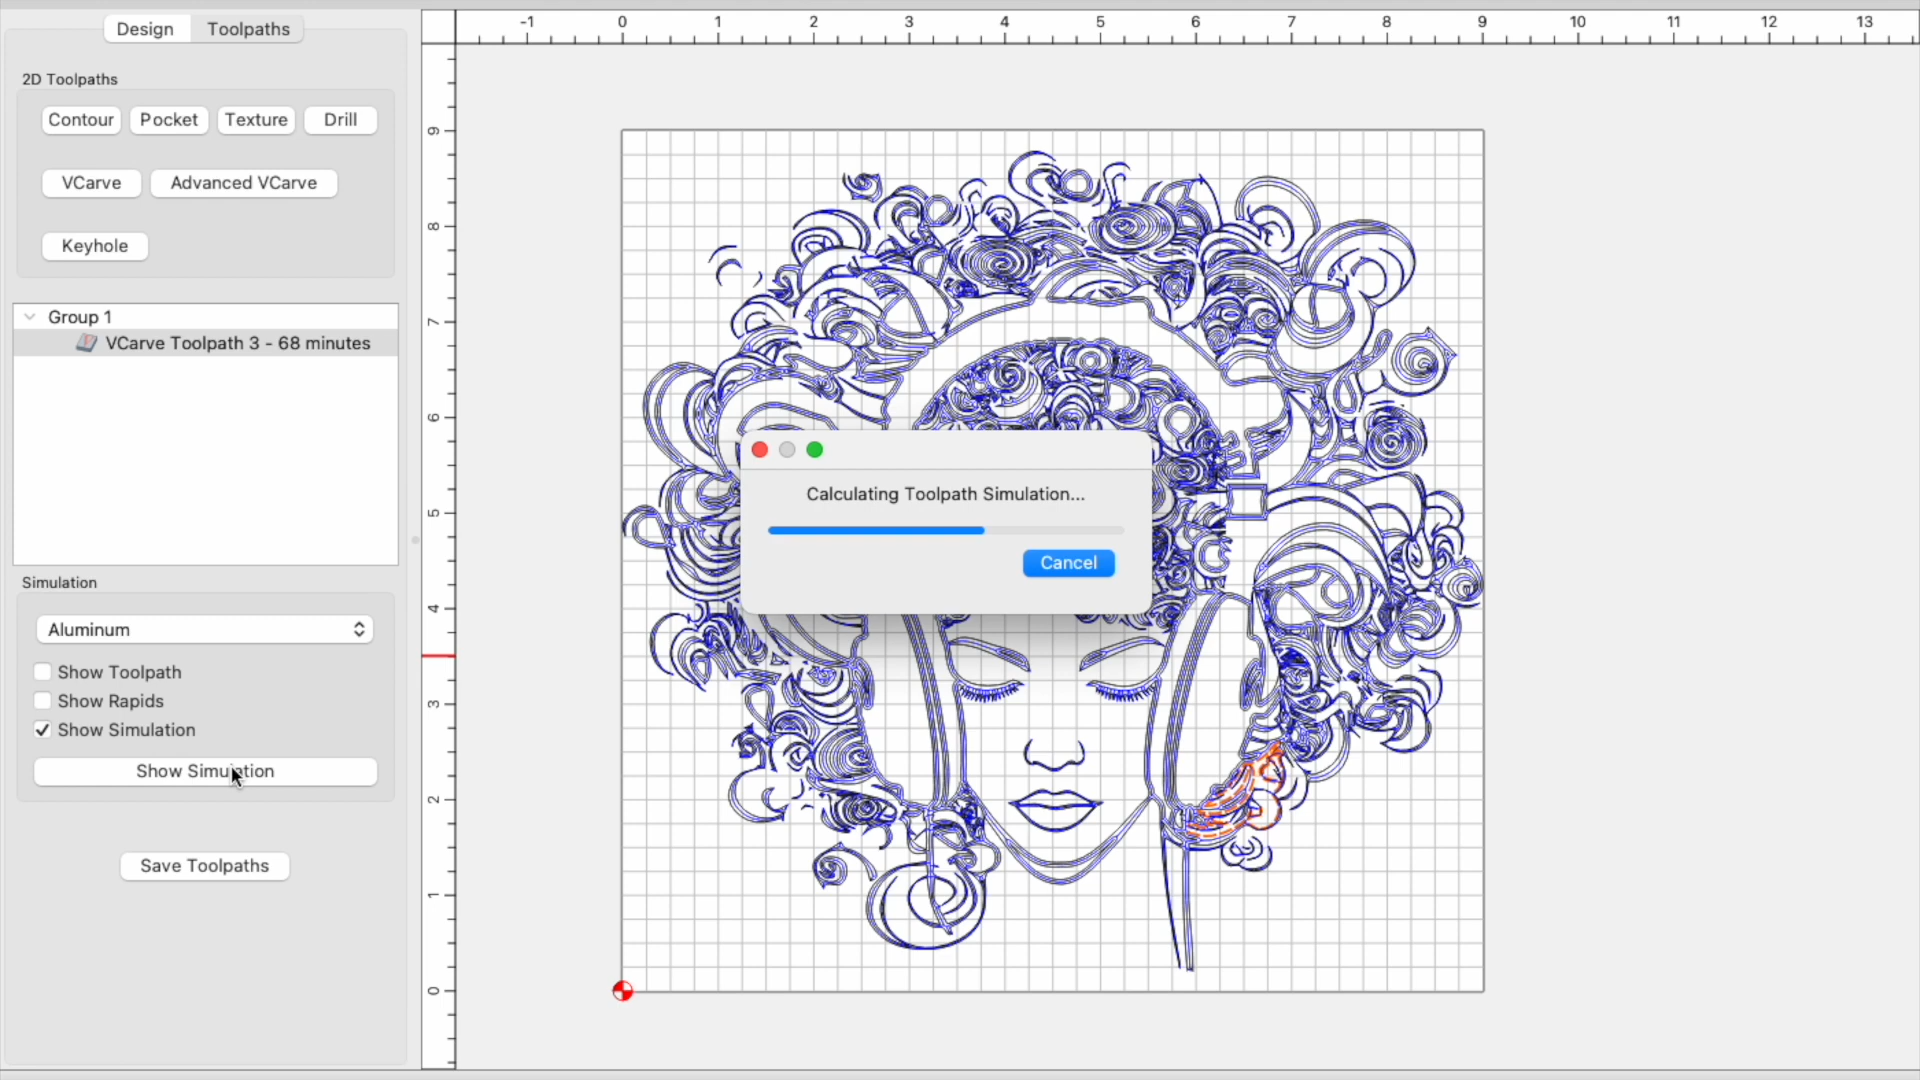 Design Toolpaths
-1 0 1 2 3 4 5 6 7 8 9 10 11 12 13
2D Toolpaths
Contour Pocket Texture Drill
VCarve Advanced VCarve
Keyhole
Group 1
VCarve Toolpath 3 - 68 minutes
9
8
7
6
5
4
3
2
1
0
Calculating Toolpath Simulation...
Cancel
Simulation
Aluminum
Show Toolpath
Show Rapids
Show Simulation
Show Simulation
Save Toolpaths